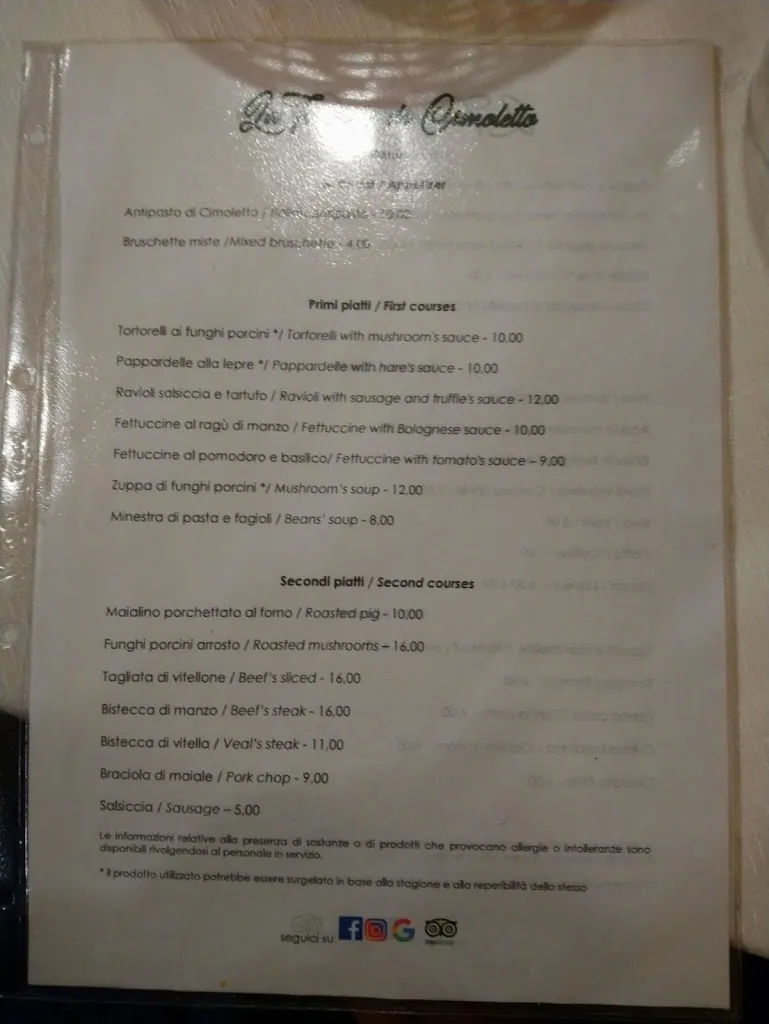 La di Cimoletto
/ Appetizer
Antipasto di Cimoletto / Italian antipasto - 20,00
Bruschette miste /Mixed bruschette - 4,00
Primi piatti / First courses
Tortorelli ai funghi porcini */ Tortorelli with mushroom's sauce - 10,00
Pappardelle alla lepre */ Pappardelle with hare's sauce - 10,00
Ravioli salsiccia e tartufo / Ravioli with sausage and truffle's sauce - 12,00
Fettuccine al ragù di manzo / Fettuccine with Bolognese sauce - 10,00
Fettuccine al pomodoro e basilico/ Fettuccine with tomato's sauce – 9,00
Zuppa di funghi porcini */ Mushroom's soup - 12,00
Minestra di pasta e fagioli / Beans' soup - 8,00
Secondi piatti / Second courses
Maialino porchettato al forno / Roasted pig - 10,00
Funghi porcini arrosto / Roasted mushrooms – 16,00
Tagliata di vitellone / Beef's sliced - 16,00
Bistecca di manzo / Beef's steak - 16,00
Bistecca di vitella / Veal's steak - 11,00
Braciola di maiale / Pork chop - 9,00
Salsiccia / Sausage – 5,00
Le informazioni relative alla presenza di sostanze o di prodotti che provocano allergie o intolleranze sono
disponibili rivolgendosi al personale in servizio.
* il prodotto utilizzato potrebbe essere surgelato in base alla stagione e alla reperibilità dello stesso
seguici su